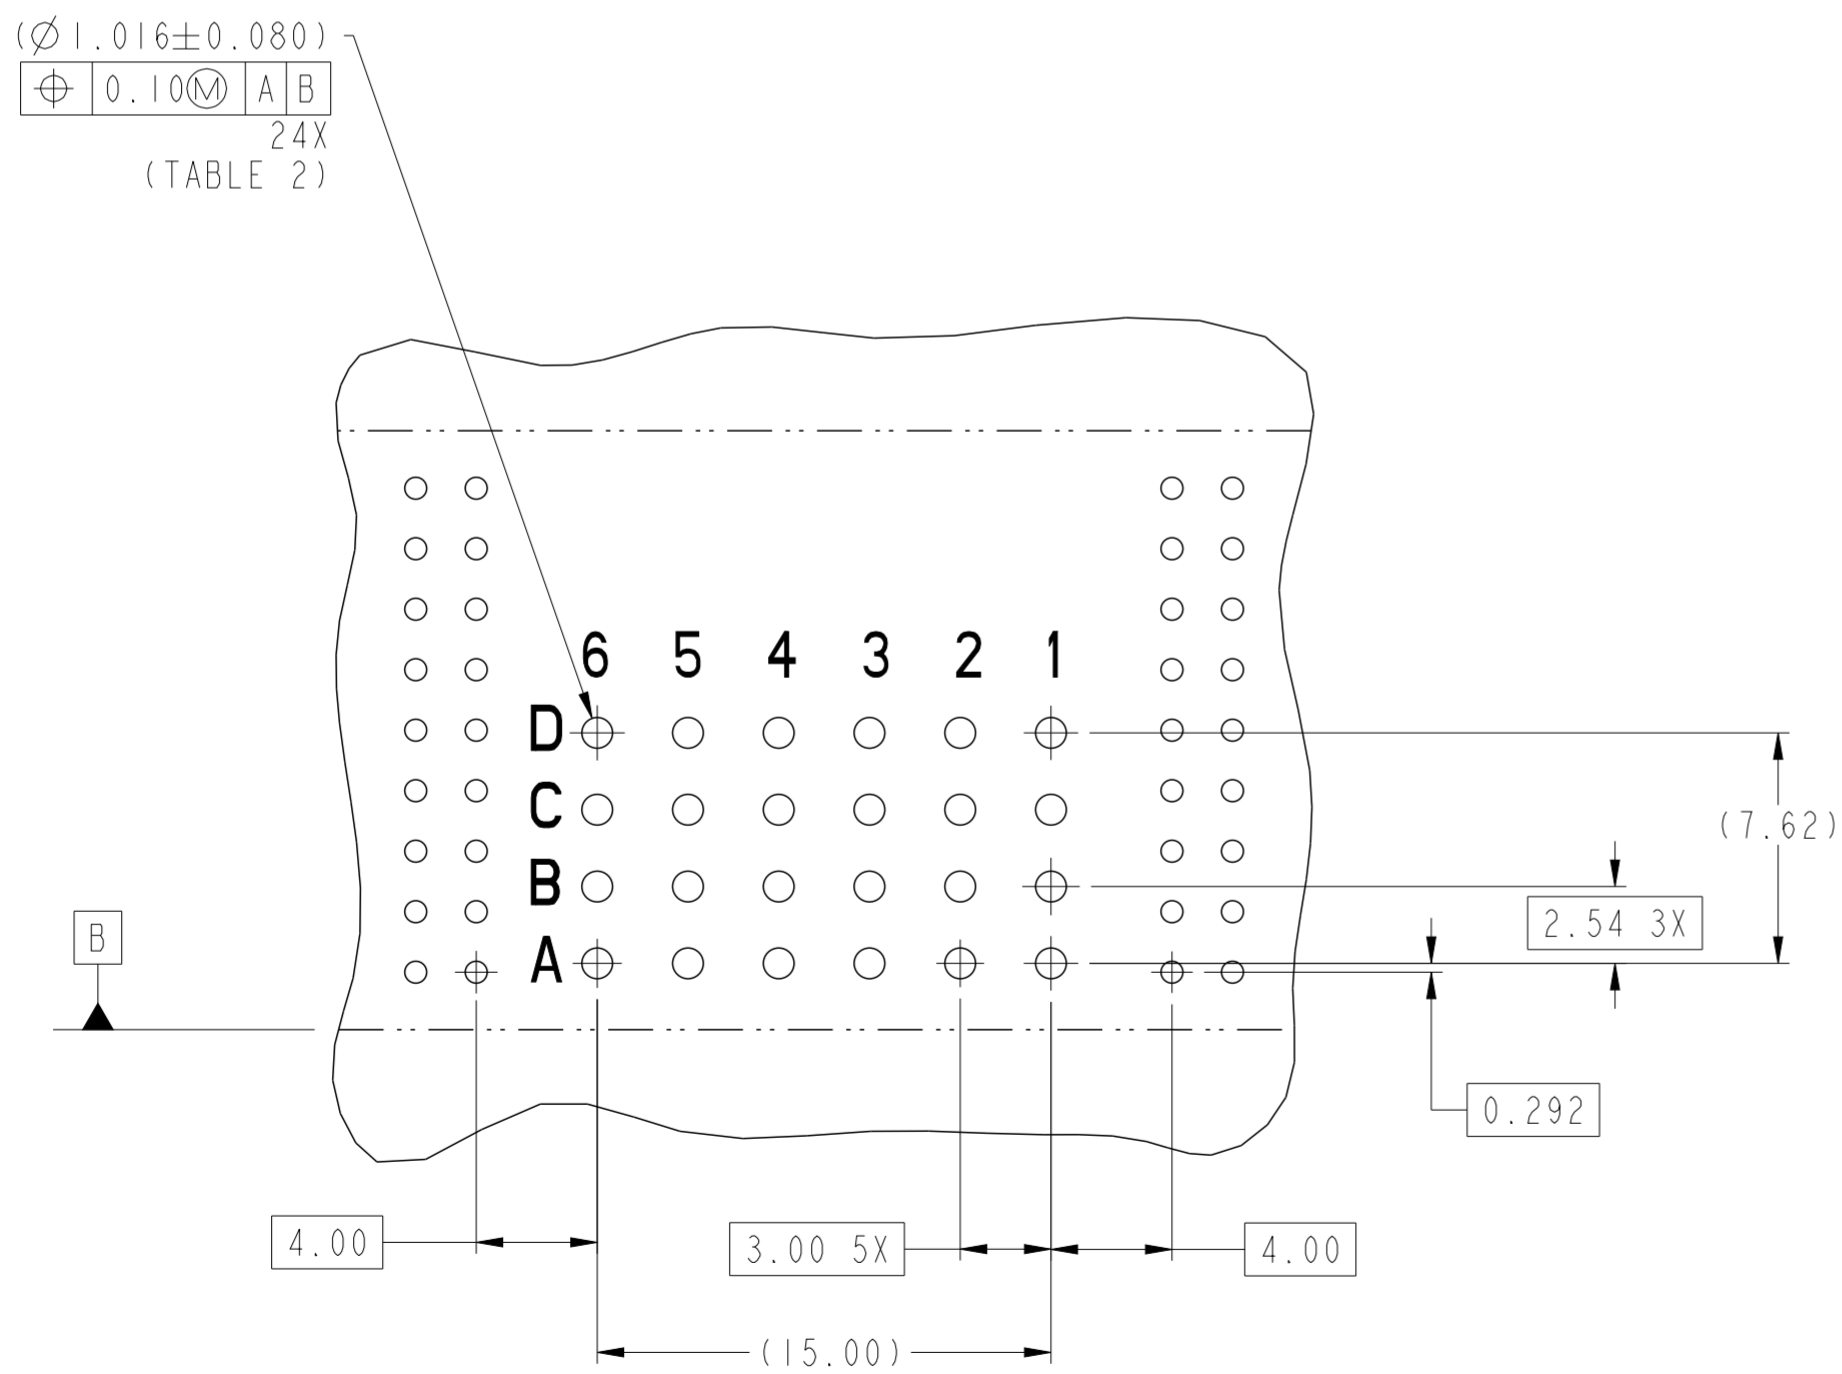 (⌀1.016±0.080)
⌖ 0.10Ⓜ A B
24X
(TABLE 2)
6 5 4 3 2 1
D
C
B
A
(7.62)
2.54 3X
B
0.292
4.00
3.00 5X
4.00
(15.00)